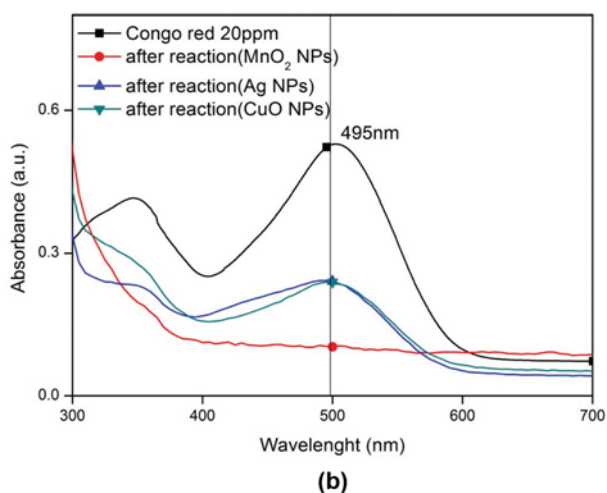 Congo red 20ppm
after reaction(MnO2 NPs)
after reaction(Ag NPs)
after reaction(CuO NPs)
495nm
0.6
0.3
0.0
Absorbance (a.u.)
300 400 500 600 700
Wavelenght (nm)
(b)